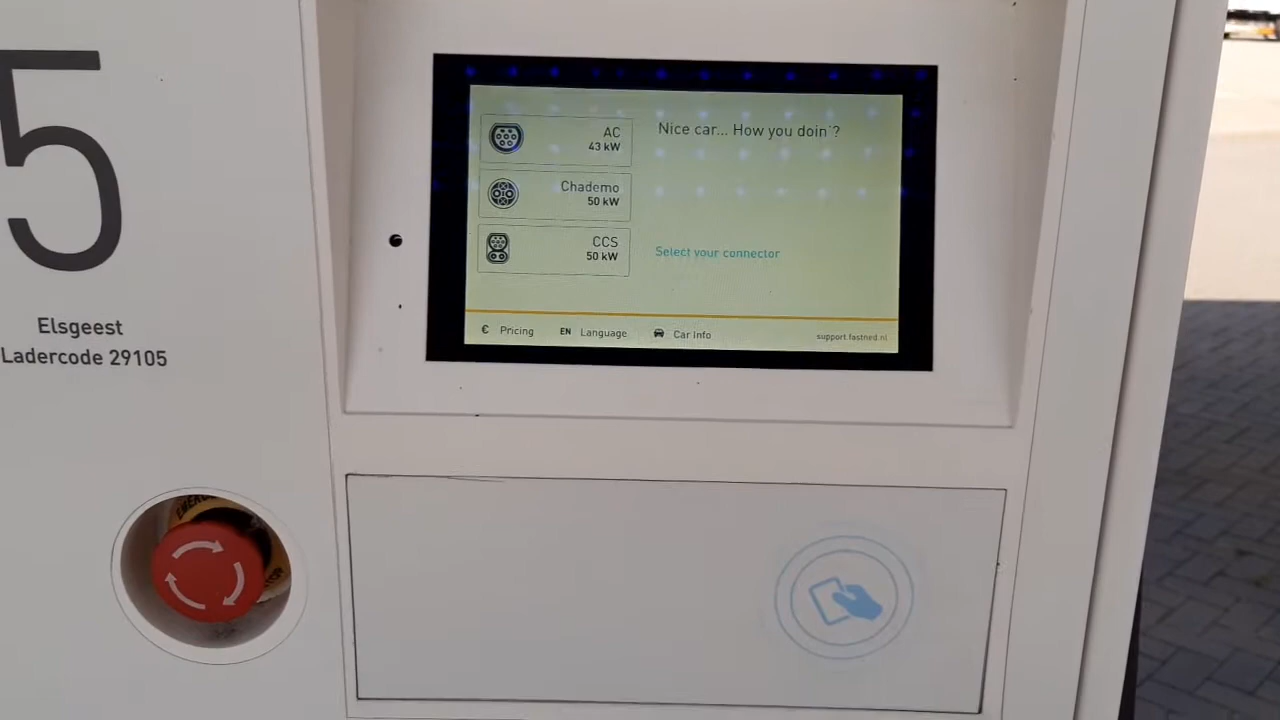 5
Elsgeest
Ladercode 29105
AC
43 kW
Chademo
50 kW
CCS
50 kW
Nice car... How you doin'?
Select your connector
€ Pricing
EN Language
Car info
support.fastned.nl